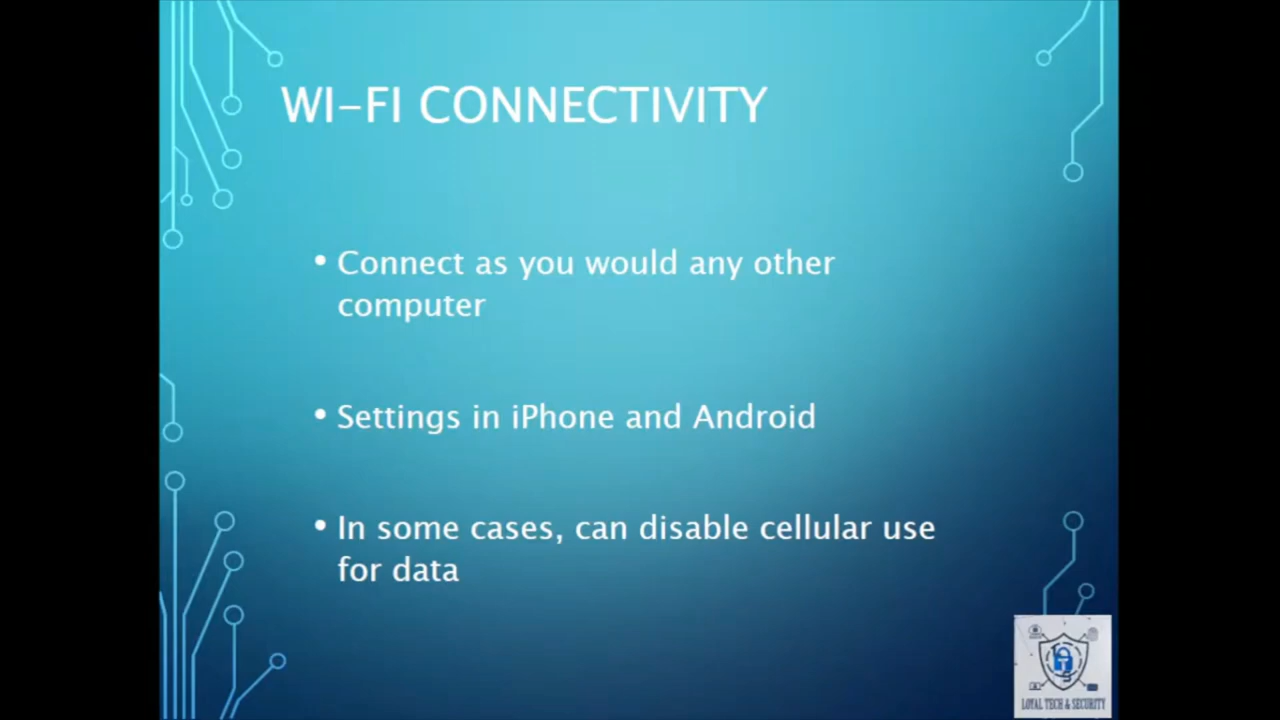 WI-FI CONNECTIVITY
• Connect as you would any other
computer
• Settings in iPhone and Android
• In some cases, can disable cellular use
for data
LOYAL TECH & SECURITY